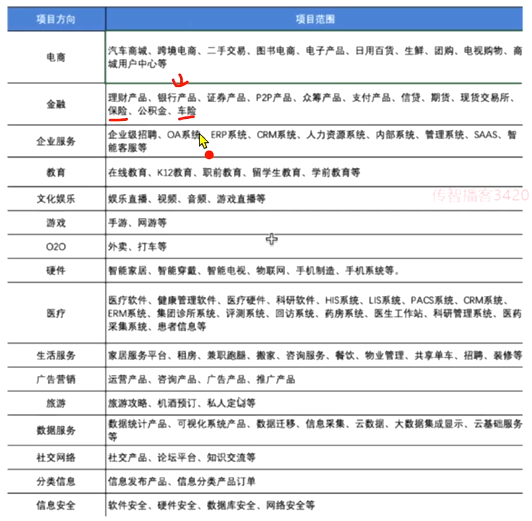 项目方向 项目范围
电商 汽车商城、跨境电商、二手交易、图书电商、电子产品、日用百货、生鲜、团购、电视购物、商
城用户中心等
金融 理财产品、银行产品、证券产品、P2P产品、众筹产品、支付产品、信贷、期货、现货交易所、
保险、公积金、车险
企业服务 企业级招聘、OA系统、ERP系统、CRM系统、人力资源系统、内部系统、管理系统、SAAS、智
能客服等
教育 在线教育、K12教育、职前教育、留学生教育、学前教育等
文化娱乐 娱乐直播、视频、音频、游戏直播等
传智播客3420
游戏 手游、网游等
O2O 外卖、打车等
硬件 智能家居、智能穿戴、智能电视、物联网、手机制造、手机系统等。
医疗 医疗软件、健康管理软件、医疗硬件、科研软件、HIS系统、LIS系统、PACS系统、CRM系统、
ERM系统、集团诊所系统、评测系统、回访系统、药房系统、医生工作站、科研管理系统、医药
采集系统、患者信息等
生活服务 家居服务平台、租房、兼职跑腿、搬家、咨询服务、餐饮、物业管理、共享单车、招聘、装修等
广告营销 运营产品、咨询产品、广告产品、推广产品
旅游 旅游攻略、机酒预订、私人定制等
数据服务 数据统计产品、可视化系统产品、数据迁移、信息采集、云数据、大数据集成显示、云基础服务
等
社交网络 社交产品、论坛平台、知识交流等
分类信息 信息发布产品、信息分类产品订单
信息安全 软件安全、硬件安全、数据库安全、网络安全等